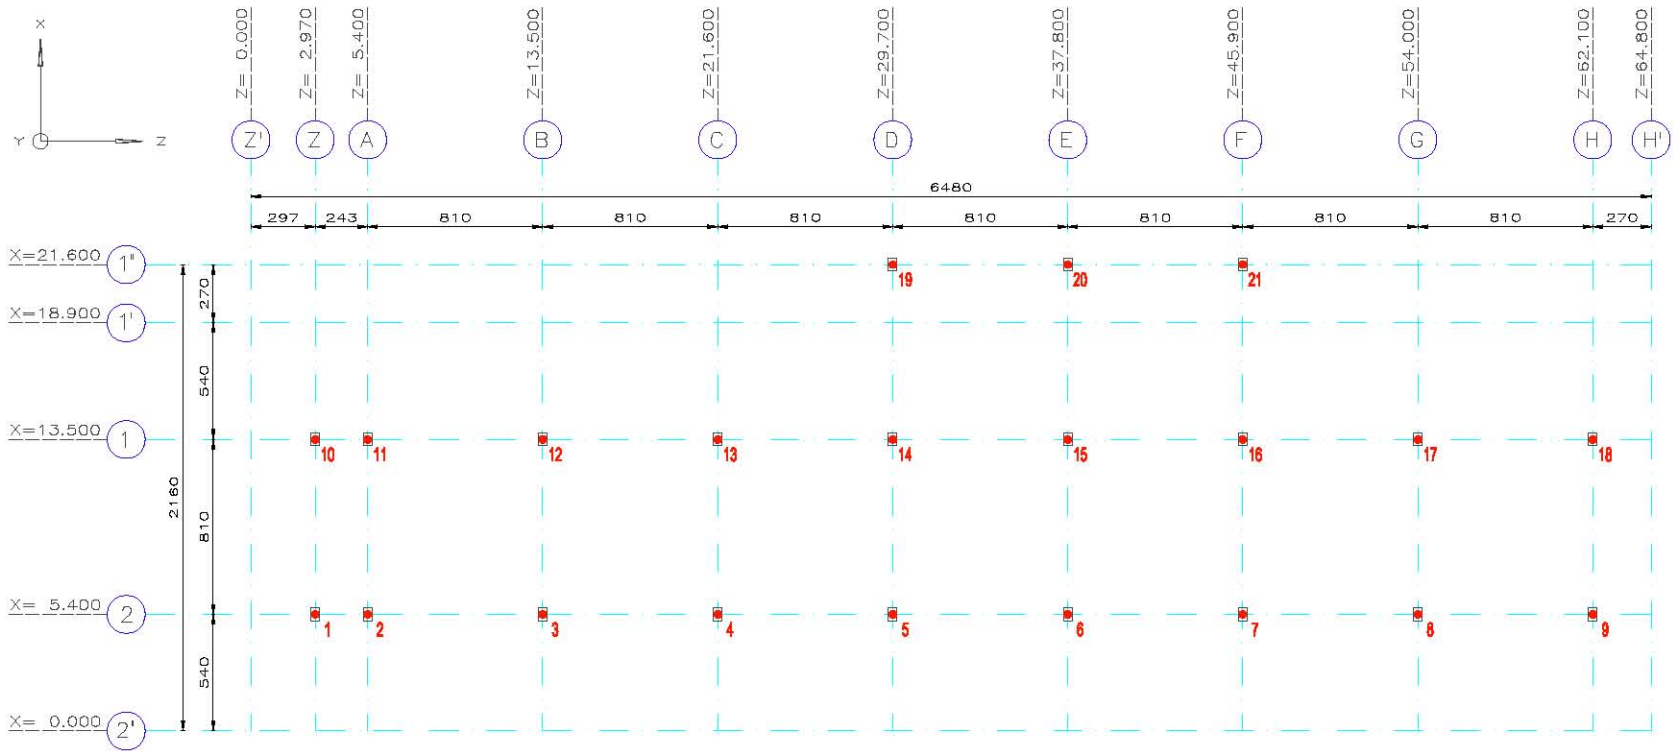 Z= 0.000
Z= 2.970
Z= 5.400
Z=13.500
Z=21.600
Z=29.700
Z=37.800
Z=45.900
Z=54.000
Z=62.100
Z=64.800
X
Y
Z
Z' Z A B C D E F G H H'
6480
297 243 810 810 810 810 810 810 810 270
X=21.600 1"
19 20 21
270
X=18.900 1'
540
X=13.500 1
10 11 12 13 14 15 16 17 18
2160
810
X= 5.400 2
1 2 3 4 5 6 7 8 9
540
X= 0.000 2'